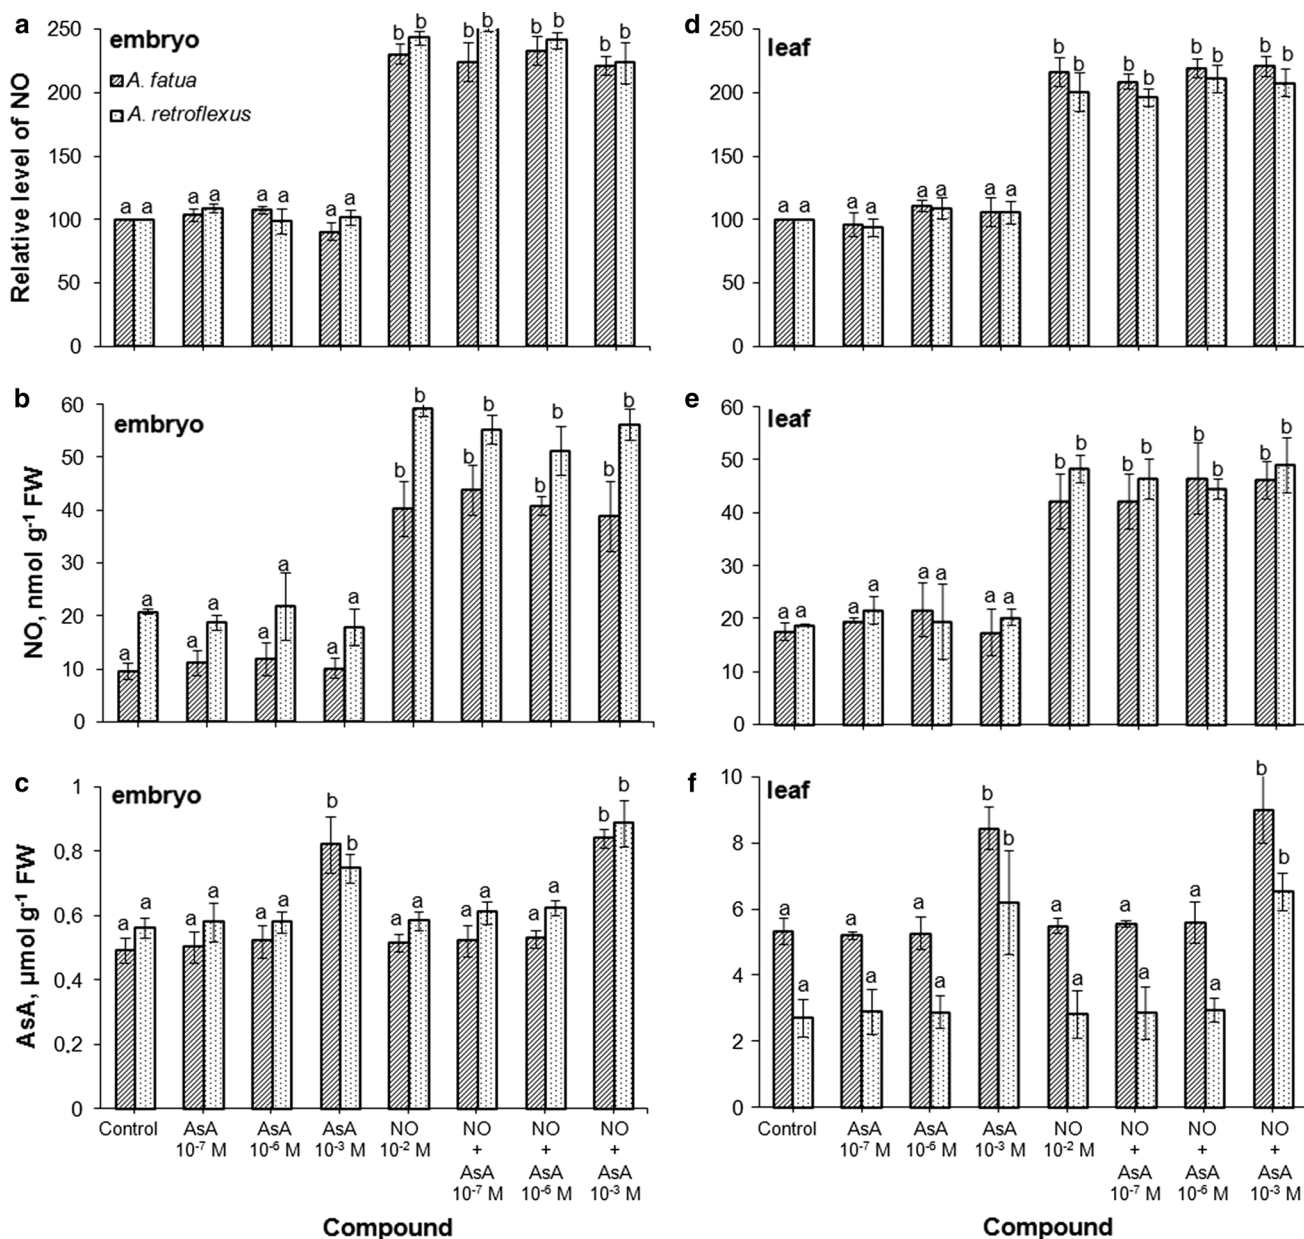 a
embryo
A. fatua
A. retroflexus
Relative level of NO
250
200
150
100
50
0
a a
a a
a a
a a
b b
b b
b b
b b
d
leaf
250
200
150
100
50
0
a a
a a
a a
a a
b b
b b
b b
b b
b
embryo
NO, nmol g⁻¹ FW
60
50
40
30
20
10
0
a a
a a
a a
a a
b b
b b
b b
b b
e
leaf
60
50
40
30
20
10
0
a a
a a
a a
a a
b b
b b
b b
b b
c
embryo
AsA, µmol g⁻¹ FW
1
0,8
0,6
0,4
0,2
0
a a
a a
a a
b b
a a
a a
a a
b b
Control
AsA
10⁻⁷ M
AsA
10⁻⁶ M
AsA
10⁻³ M
NO
10⁻² M
NO
+
AsA
10⁻⁷ M
NO
+
AsA
10⁻⁶ M
NO
+
AsA
10⁻³ M
Compound
f
leaf
10
8
6
4
2
0
a a
a a
a a
b b
a a
a a
a a
b b
Control
AsA
10⁻⁷ M
AsA
10⁻⁶ M
AsA
10⁻³ M
NO
10⁻² M
NO
+
AsA
10⁻⁷ M
NO
+
AsA
10⁻⁶ M
NO
+
AsA
10⁻³ M
Compound